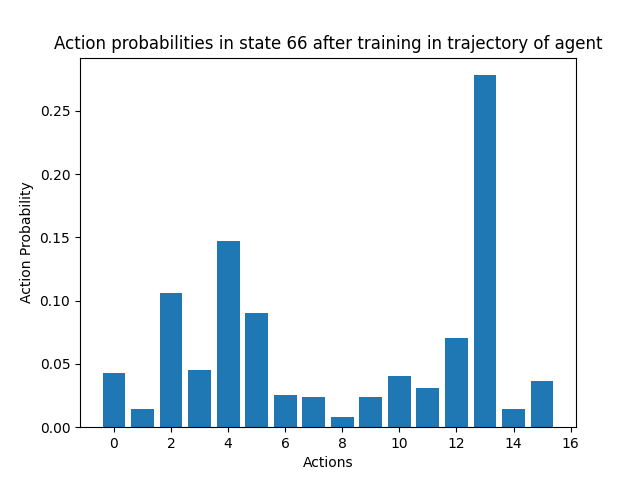 Action probabilities in state 66 after training in trajectory of agent
0.25
0.20
0.15
0.10
0.05
0.00
Action Probability
0 2 4 6 8 10 12 14 16
Actions